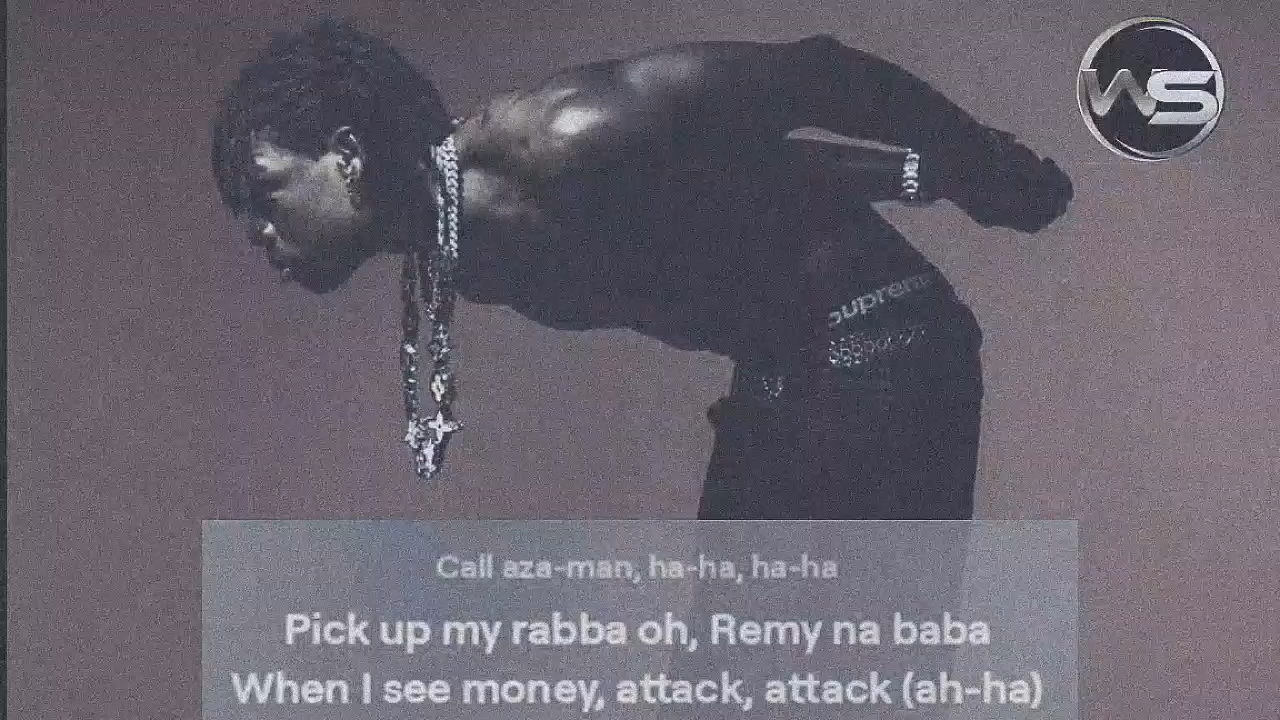 WS
Supreme
Call aza-man, ha-ha, ha-ha
Pick up my rabba oh, Remy na baba
When I see money, attack, attack (ah-ha)